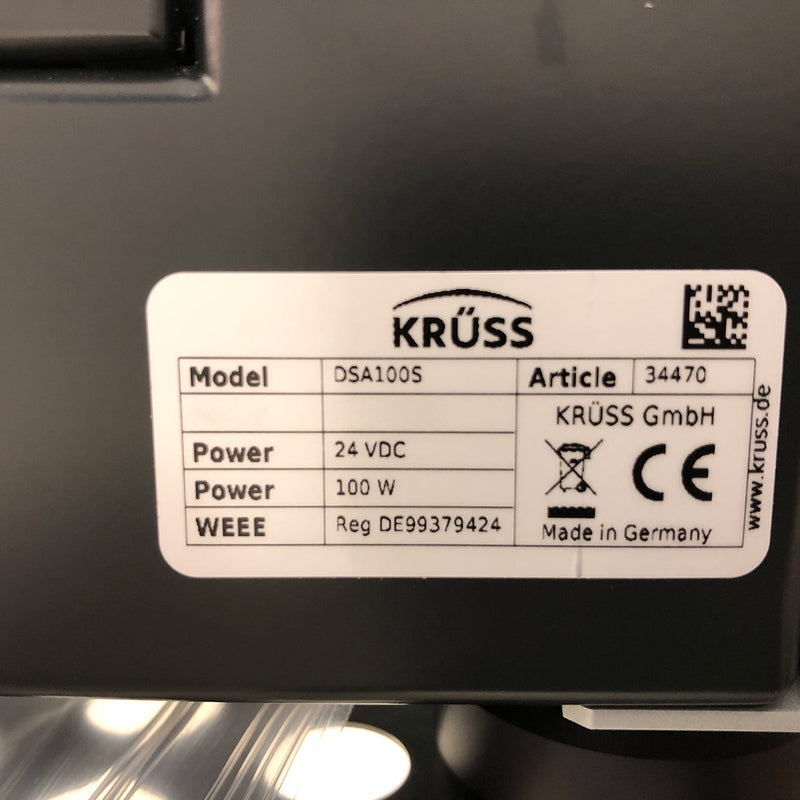 KRÜSS
Model DSA100S Article 34470
KRÜSS GmbH
Power 24 VDC
Power 100 W
WEEE Reg DE99379424
CE
Made in Germany
www.kruss.de